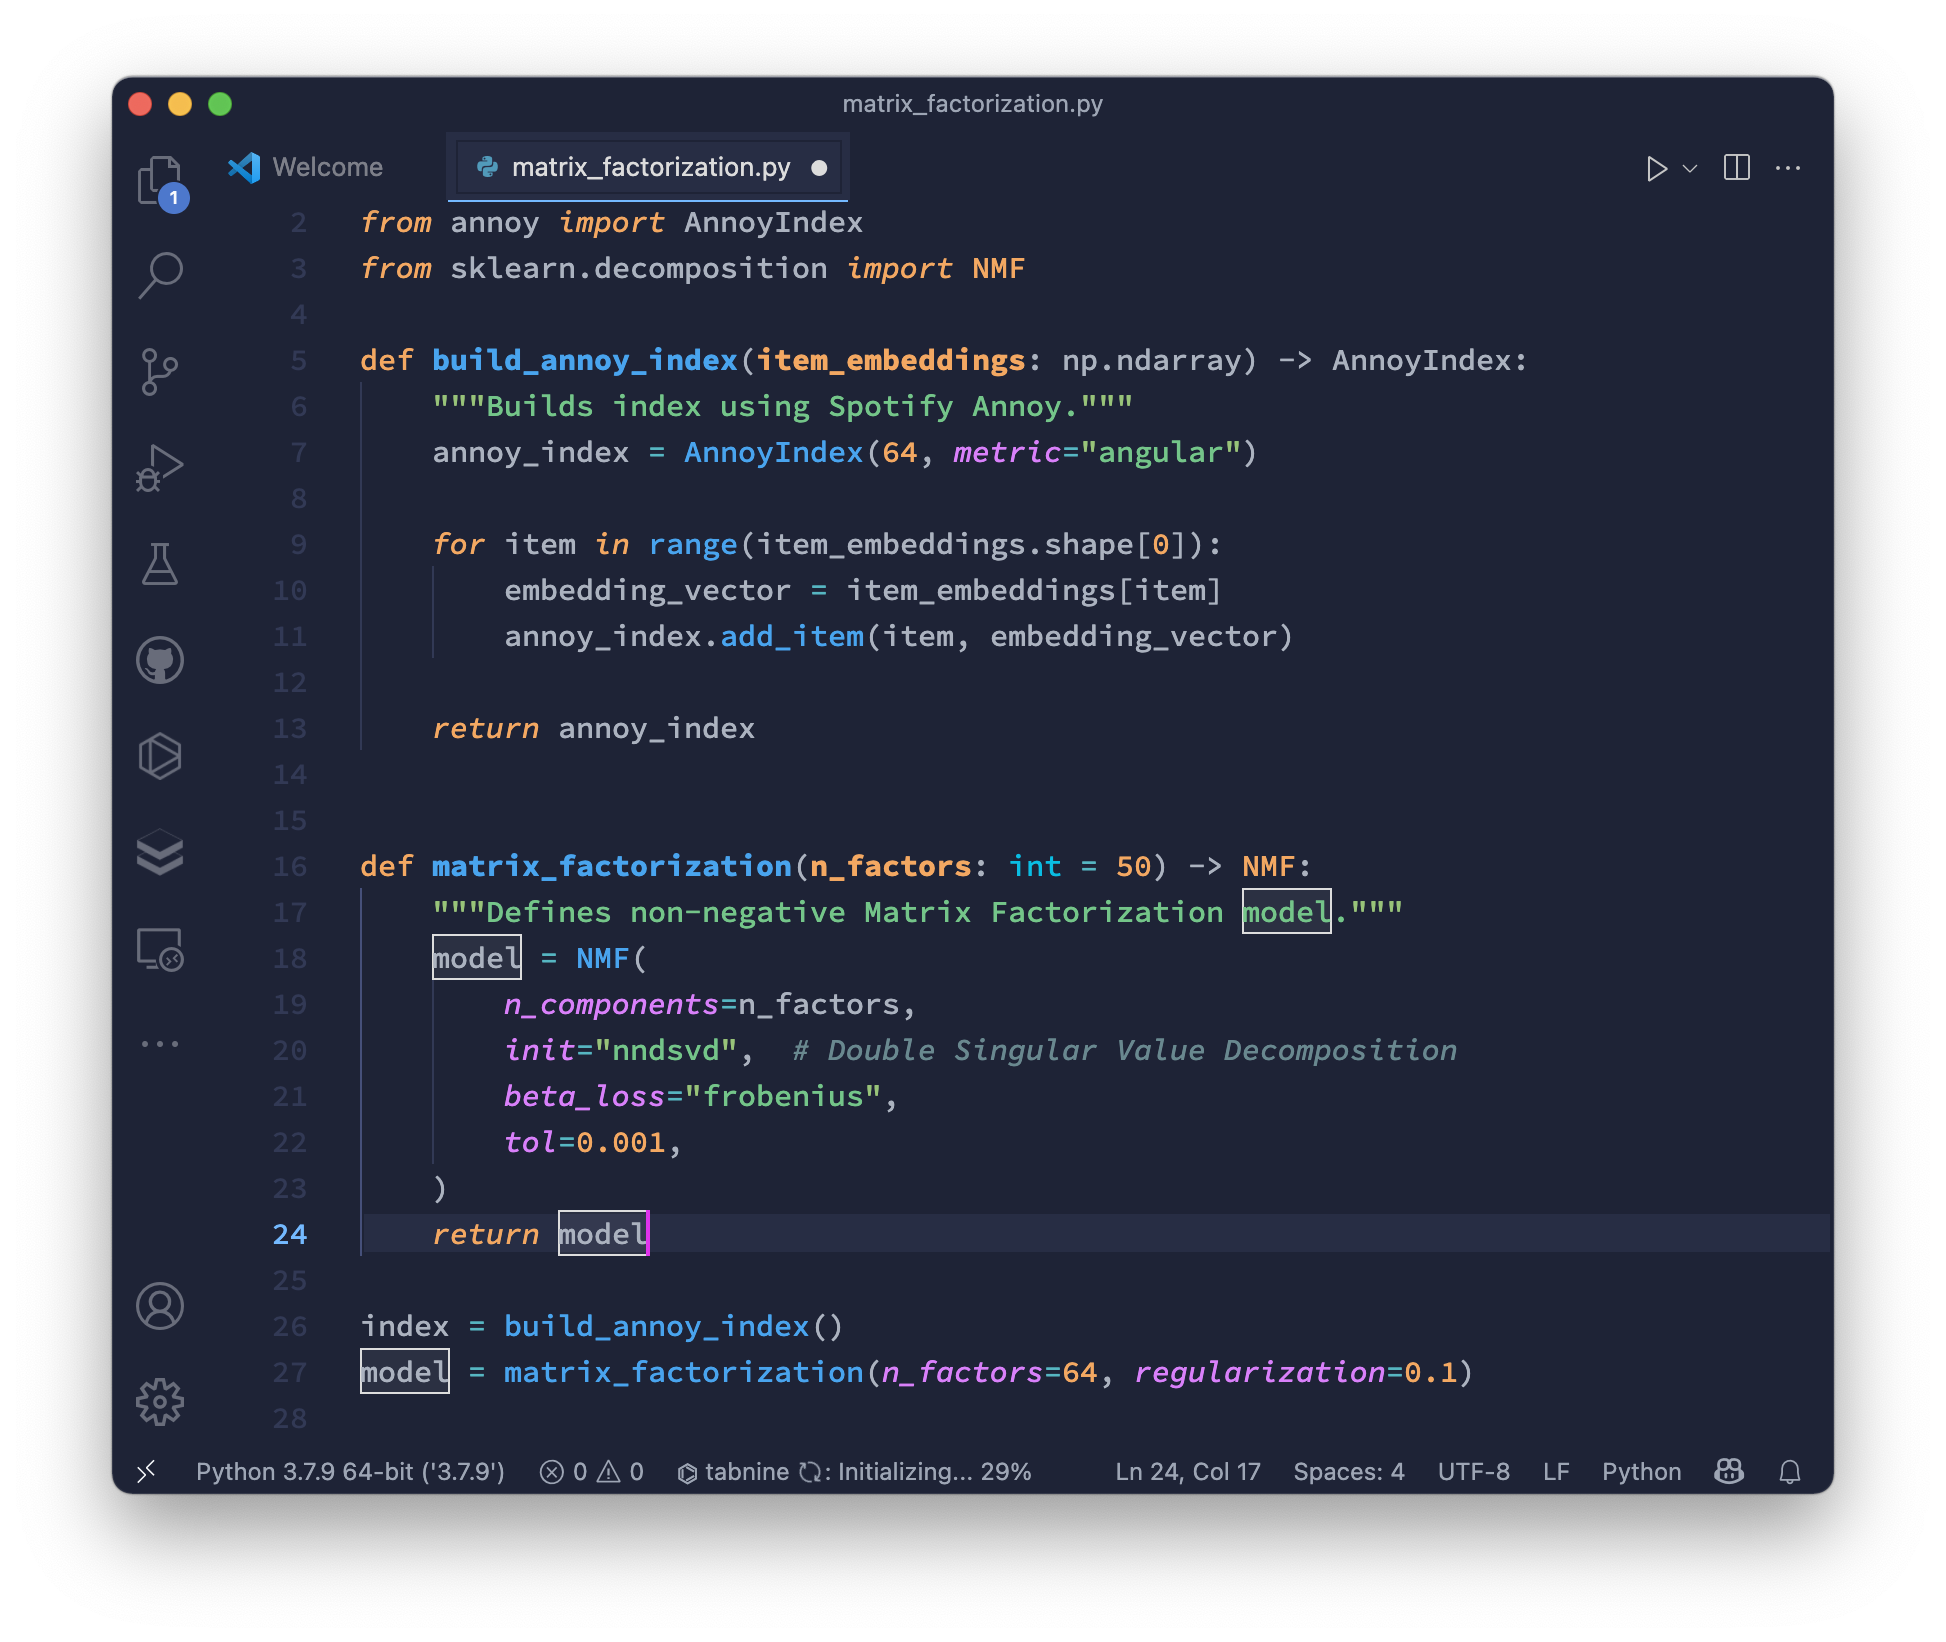 matrix_factorization.py
Welcome
matrix_factorization.py
1
2 from annoy import AnnoyIndex
3 from sklearn.decomposition import NMF
4
5 def build_annoy_index(item_embeddings: np.ndarray) -> AnnoyIndex:
6     """Builds index using Spotify Annoy."""
7     annoy_index = AnnoyIndex(64, metric="angular")
8
9     for item in range(item_embeddings.shape[0]):
10         embedding_vector = item_embeddings[item]
11         annoy_index.add_item(item, embedding_vector)
12
13     return annoy_index
14
15
16 def matrix_factorization(n_factors: int = 50) -> NMF:
17     """Defines non-negative Matrix Factorization model."""
18     model = NMF(
19         n_components=n_factors,
20         init="nndsvd",  # Double Singular Value Decomposition
21         beta_loss="frobenius",
22         tol=0.001,
23     )
24     return model
25
26 index = build_annoy_index()
27 model = matrix_factorization(n_factors=64, regularization=0.1)
28
Python 3.7.9 64-bit ('3.7.9') 0 0 tabnine : Initializing... 29% Ln 24, Col 17 Spaces: 4 UTF-8 LF Python